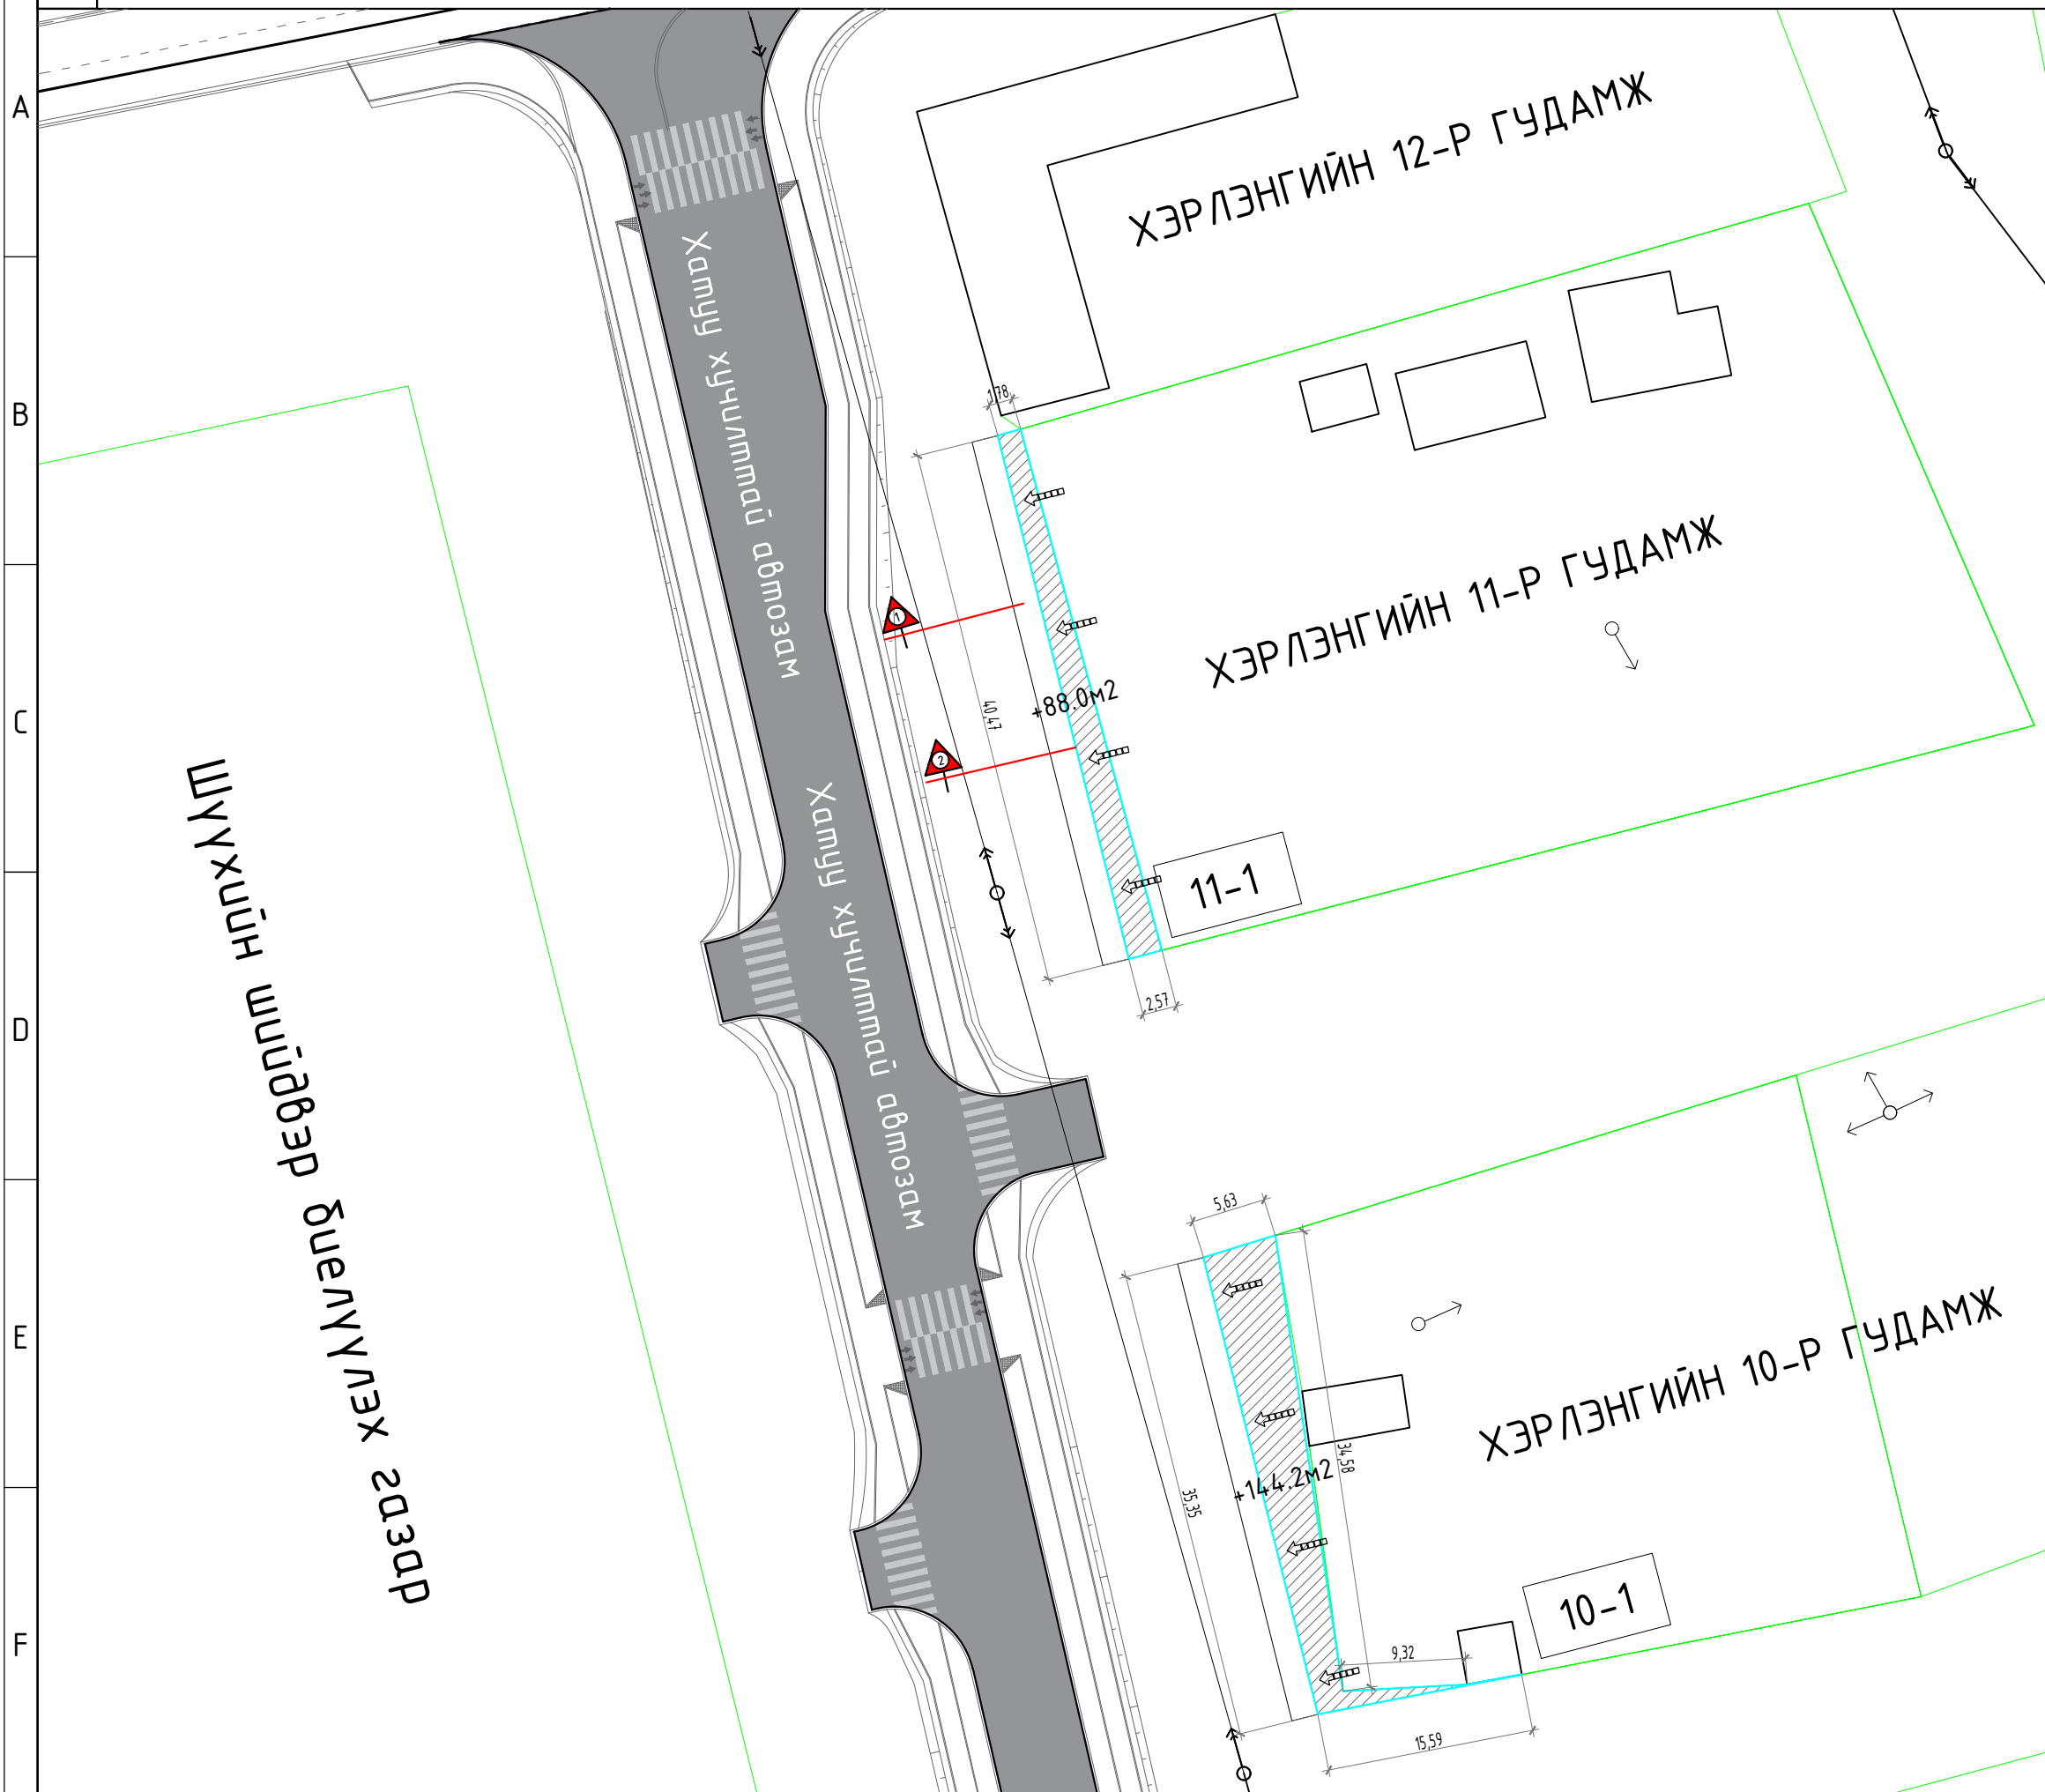 A
B
C
D
E
F
ХЭРЛЭНГИЙН 12-Р ГУДАМЖ
Хатуу хучилттай автозам
1,78
ХЭРЛЭНГИЙН 11-Р ГУДАМЖ
1
40,47
+88.0м2
2
Шүүхийн шийдвэр биелүүлэх газар
Хатуу хучилттай автозам
11-1
2,57
5,63
ХЭРЛЭНГИЙН 10-Р ГУДАМЖ
34,58
+144.2м2
35,35
10-1
9,32
15,59